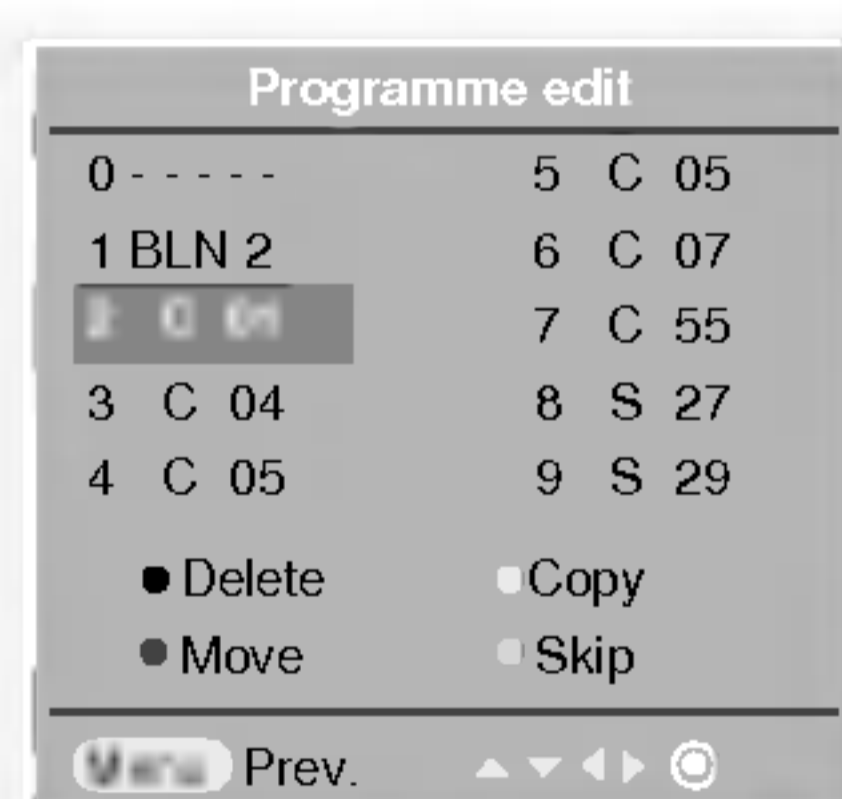 Programme edit
0 - - - - -
1 BLN 2
3 C 04
4 C 05
5 C 05
6 C 07
7 C 55
8 S 27
9 S 29
Delete
Copy
Move
Skip
Prev.